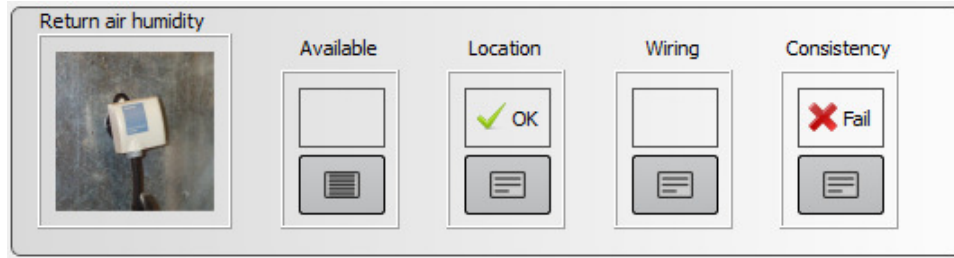 Return air humidity
Available
Location
Wiring
Consistency
OK
Fail